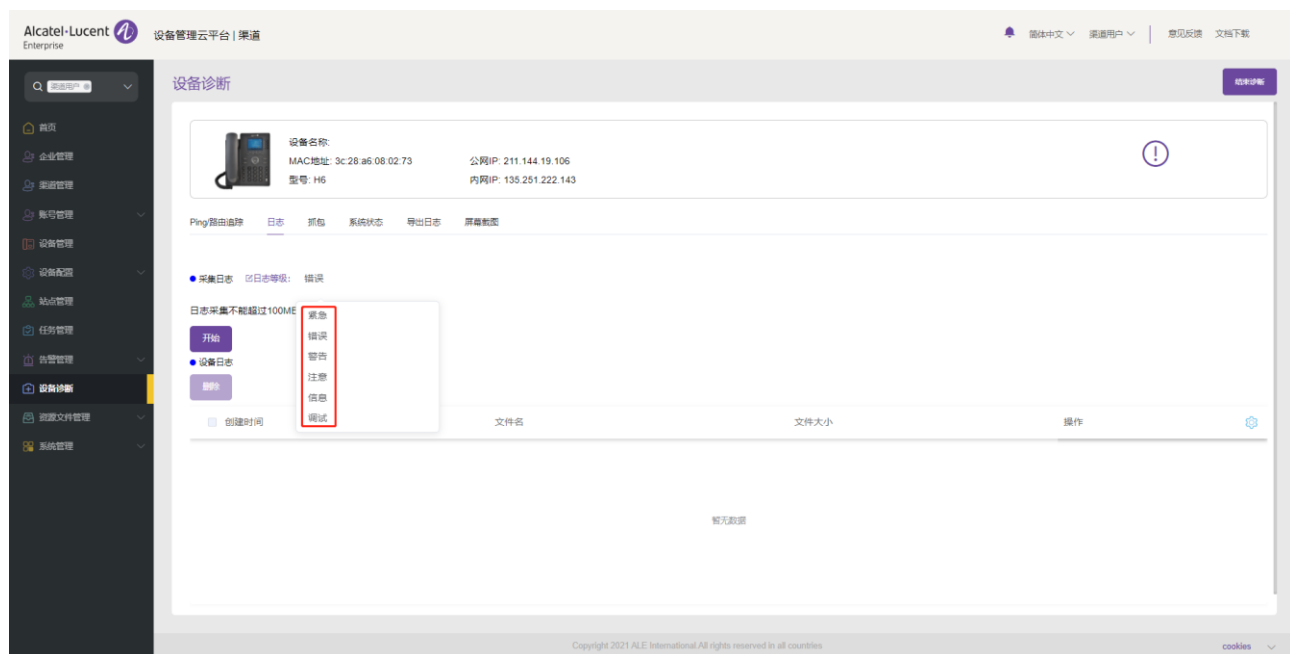 Alcatel·Lucent
Enterprise
设备管理云平台 | 渠道
简体中文
渠道用户
意见反馈
文档下载
渠道用户
首页
企业管理
渠道管理
账号管理
设备管理
设备配置
站点管理
任务管理
告警管理
设备诊断
资源文件管理
系统管理
设备诊断
结束诊断
设备名称:
MAC地址: 3c:28:a6:08:02:73
公网IP: 211.144.19.106
型号: H6
内网IP: 135.251.222.143
Ping/路由追踪
日志
抓包
系统状态
导出日志
屏幕截图
采集日志
日志等级:
错误
日志采集不能超过100ME
紧急
错误
警告
注意
信息
调试
开始
设备日志
删除
创建时间
文件名
文件大小
操作
暂无数据
Copyright 2021 ALE International All rights reserved in all countries
cookies